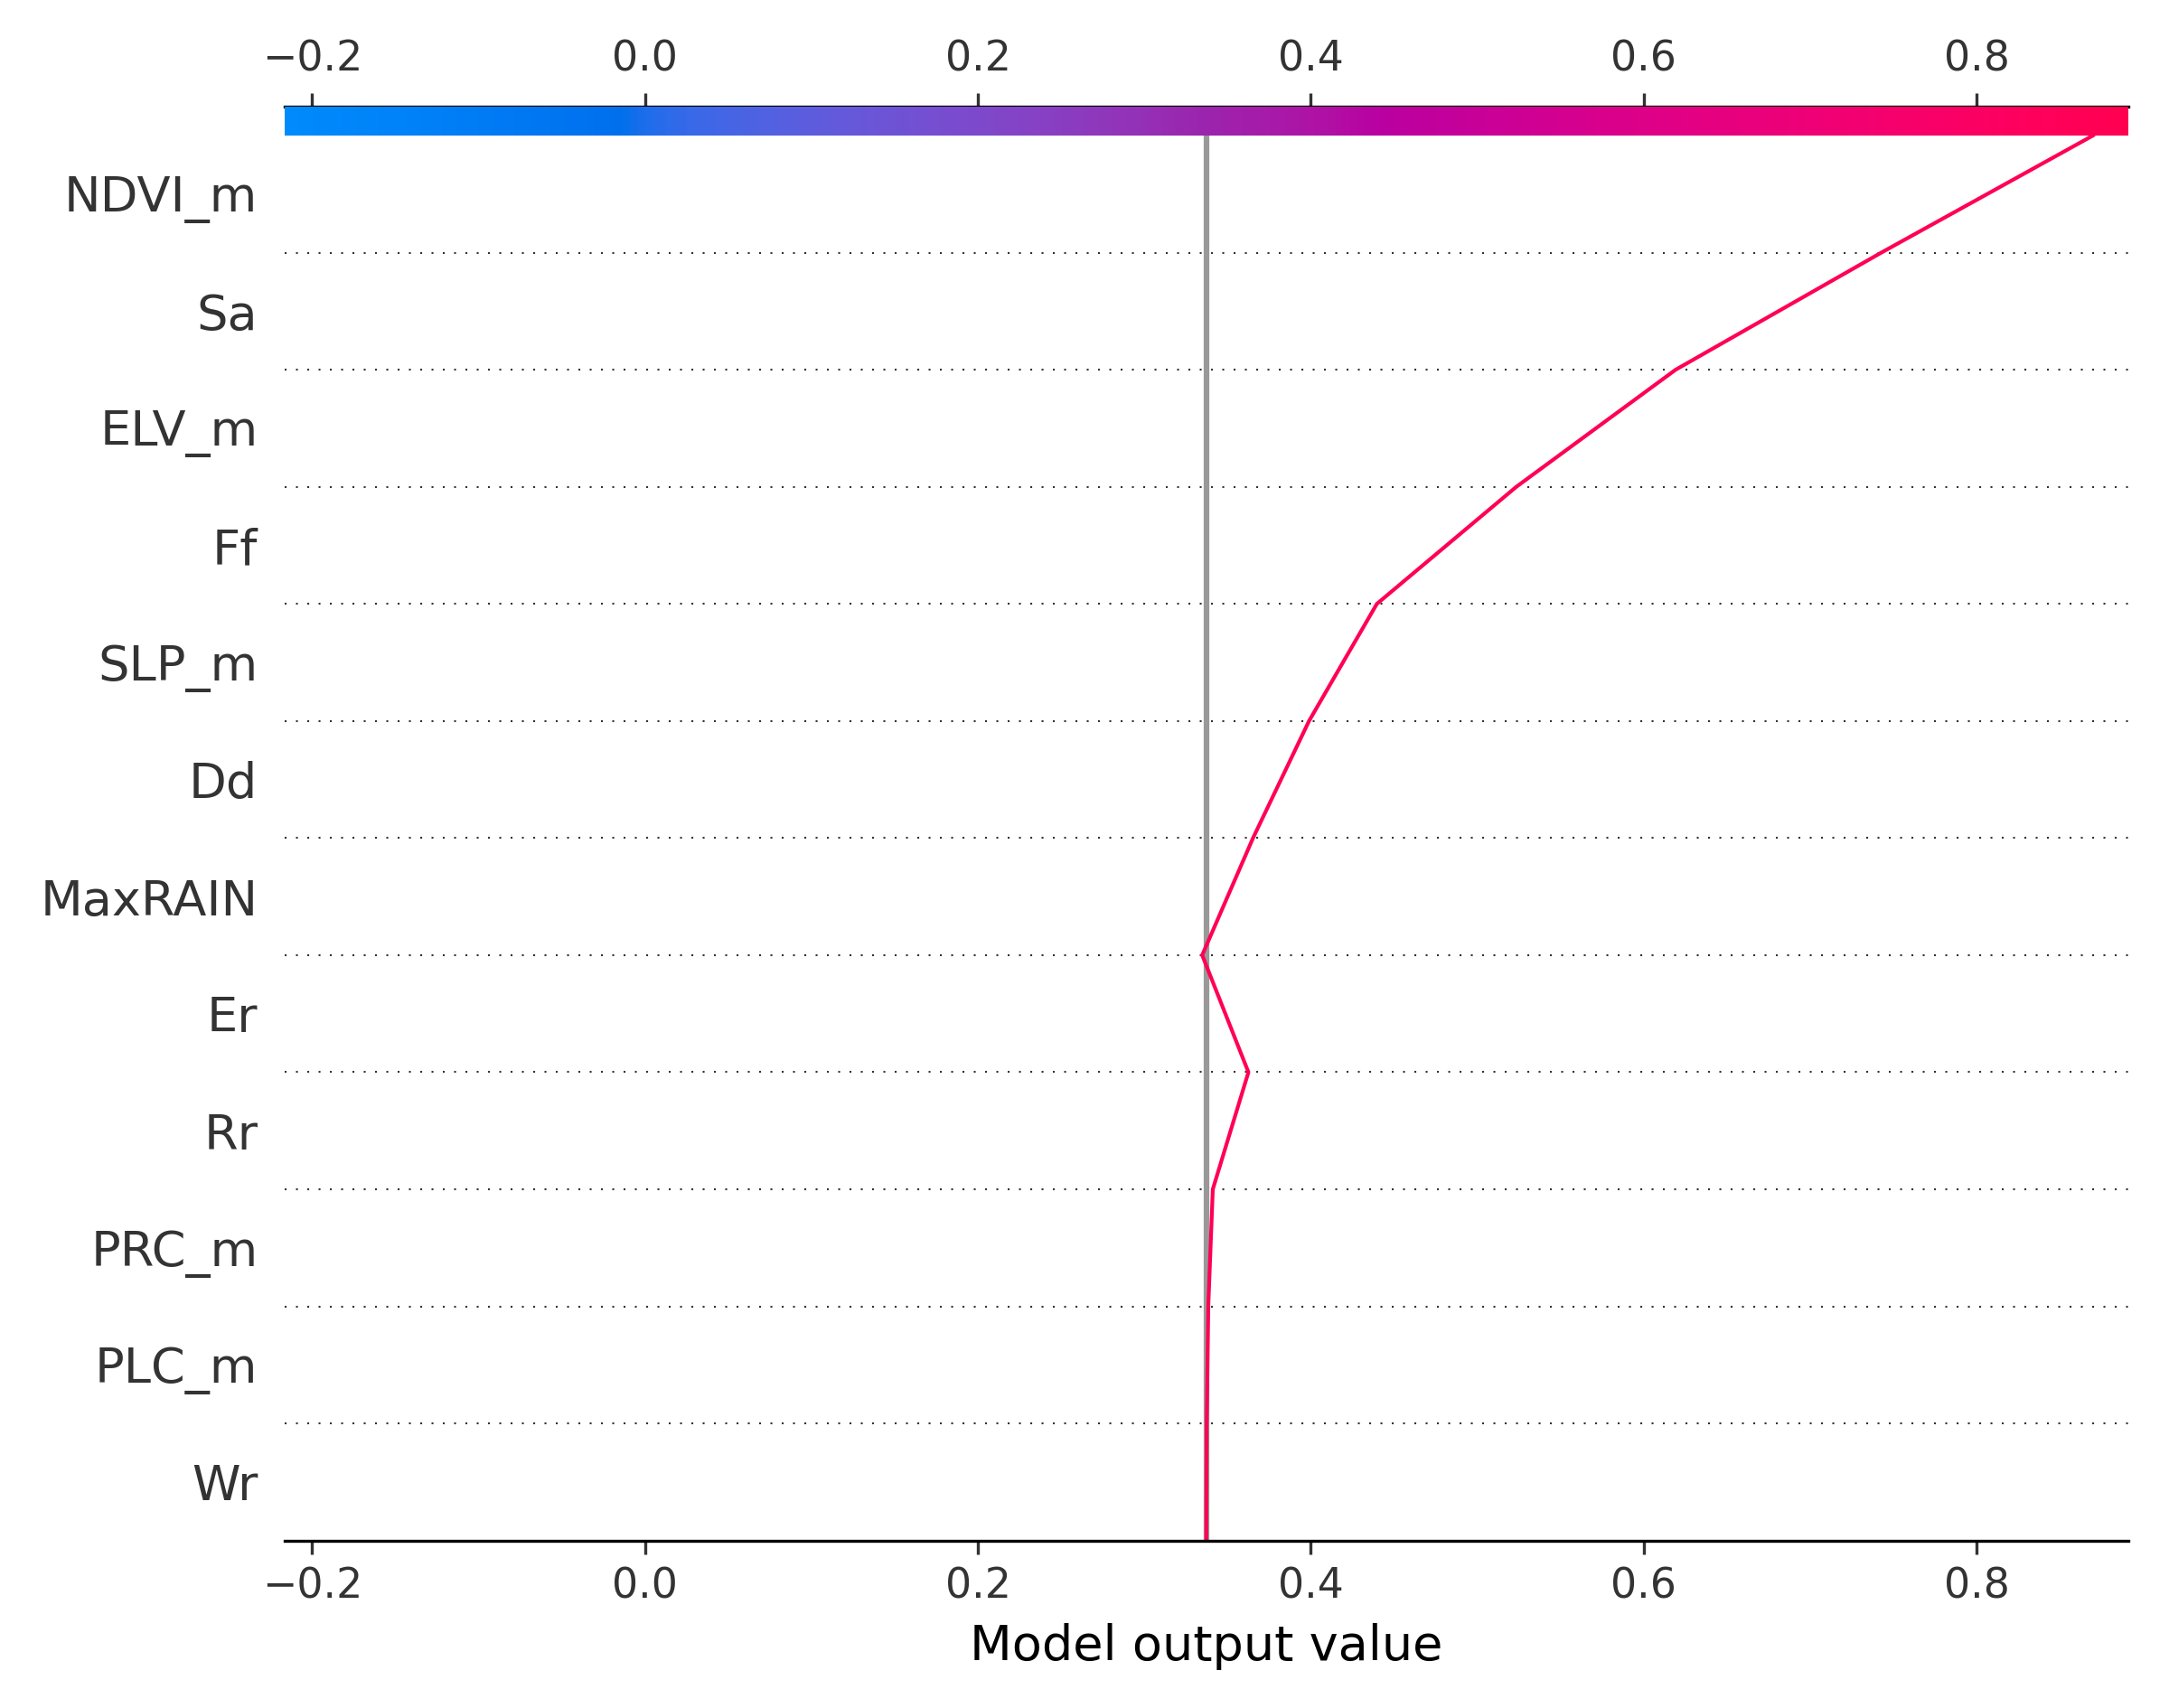 −0.2 0.0 0.2 0.4 0.6 0.8
NDVI_m
Sa
ELV_m
Ff
SLP_m
Dd
MaxRAIN
Er
Rr
PRC_m
PLC_m
Wr
−0.2 0.0 0.2 0.4 0.6 0.8
Model output value